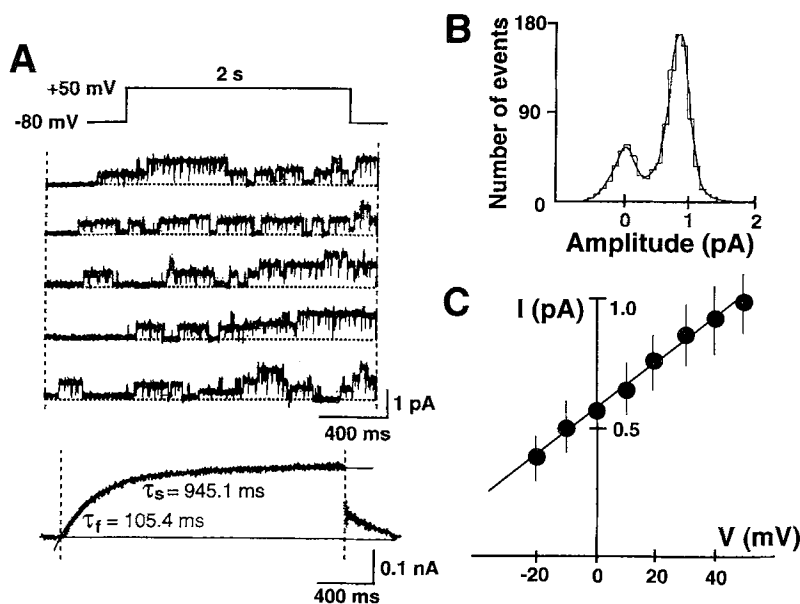 A
+50 mV
2 s
-80 mV
1 pA
400 ms
τs = 945.1 ms
τf = 105.4 ms
0.1 nA
400 ms
B
Number of events
180
90
0
0
1
2
Amplitude (pA)
C
I (pA)
1.0
0.5
V (mV)
-20
0
20
40